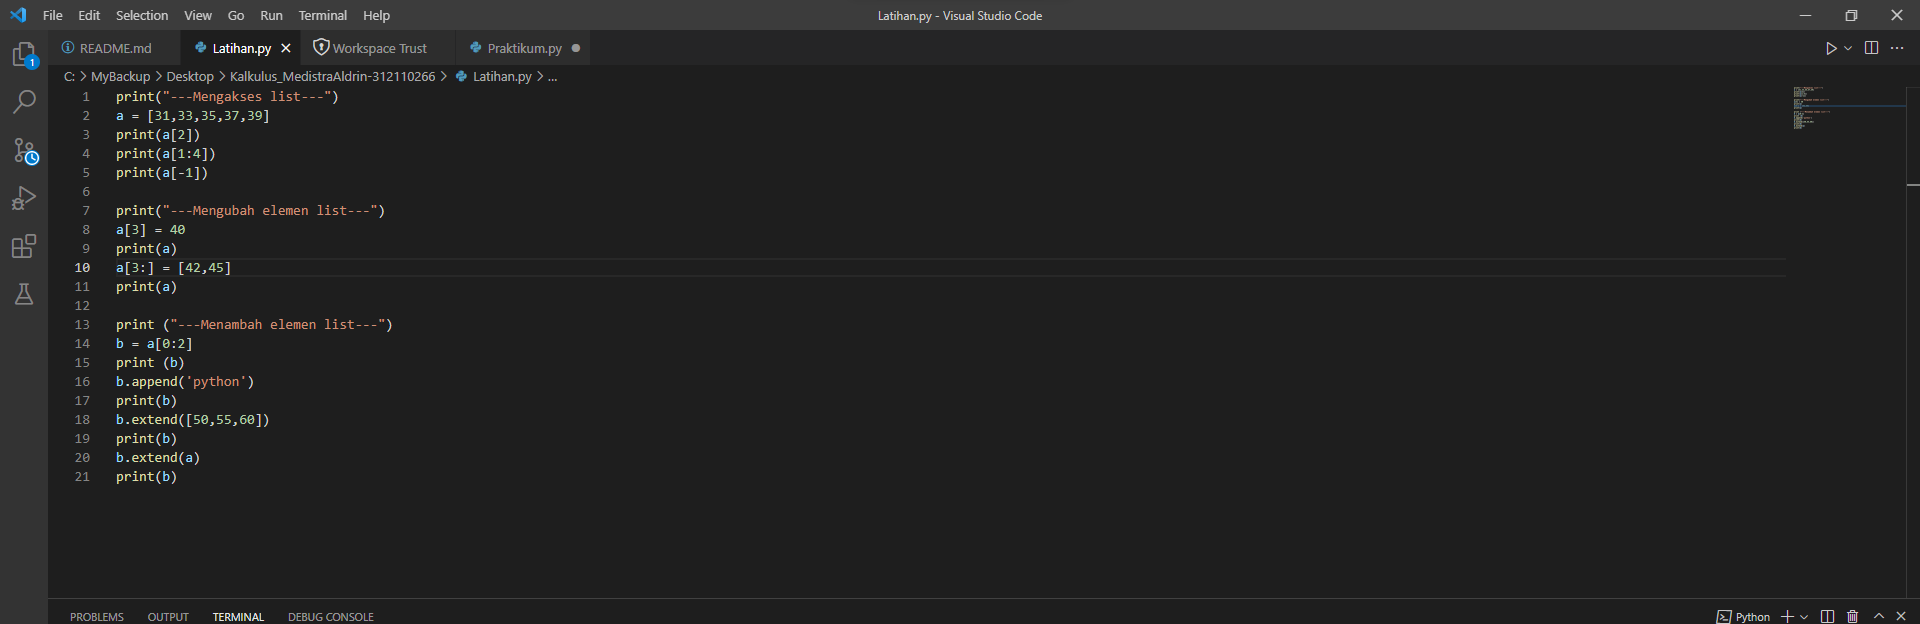 File Edit Selection View Go Run Terminal Help Latihan.py - Visual Studio Code
README.md Latihan.py Workspace Trust Praktikum.py
C: > MyBackup > Desktop > Kalkulus_MedistraAldrin-312110266 > Latihan.py > ...
1
1 print("---Mengakses list---")
2 a = [31,33,35,37,39]
3 print(a[2])
4 print(a[1:4])
5 print(a[-1])
6
7 print("---Mengubah elemen list---")
8 a[3] = 40
9 print(a)
10 a[3:] = [42,45]
11 print(a)
12
13 print ("---Menambah elemen list---")
14 b = a[0:2]
15 print (b)
16 b.append('python')
17 print(b)
18 b.extend([50,55,60])
19 print(b)
20 b.extend(a)
21 print(b)
PROBLEMS OUTPUT TERMINAL DEBUG CONSOLE Python